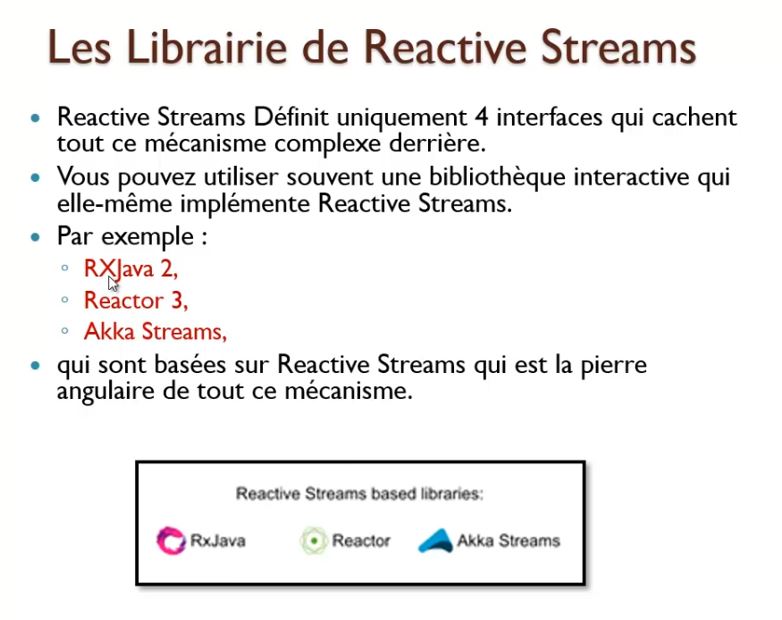 Les Librairie de Reactive Streams
Reactive Streams Définit uniquement 4 interfaces qui cachent
tout ce mécanisme complexe derrière.
Vous pouvez utiliser souvent une bibliothèque interactive qui
elle-même implémente Reactive Streams.
Par exemple :
RXJava 2,
Reactor 3,
Akka Streams,
qui sont basées sur Reactive Streams qui est la pierre
angulaire de tout ce mécanisme.
Reactive Streams based libraries:
RxJava Reactor Akka Streams